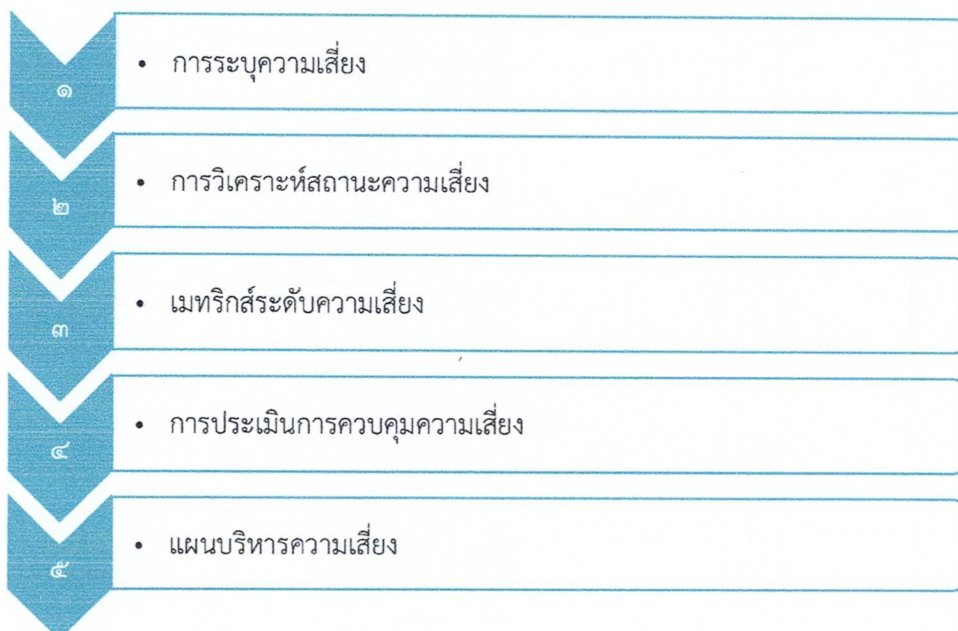 ๑
• การระบุความเสี่ยง
๒
• การวิเคราะห์สถานะความเสี่ยง
๓
• เมทริกส์ระดับความเสี่ยง
๔
• การประเมินการควบคุมความเสี่ยง
๕
• แผนบริหารความเสี่ยง